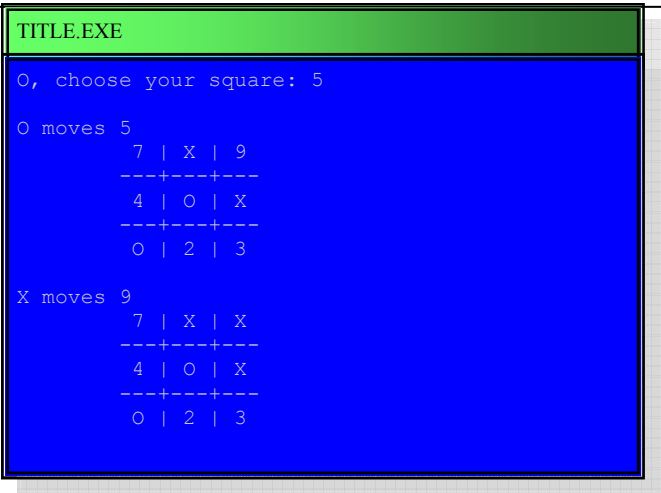 TITLE.EXE
O, choose your square: 5
O moves 5
7 | X | 9
---+---+---
4 | O | X
---+---+---
O | 2 | 3
X moves 9
7 | X | X
---+---+---
4 | O | X
---+---+---
O | 2 | 3